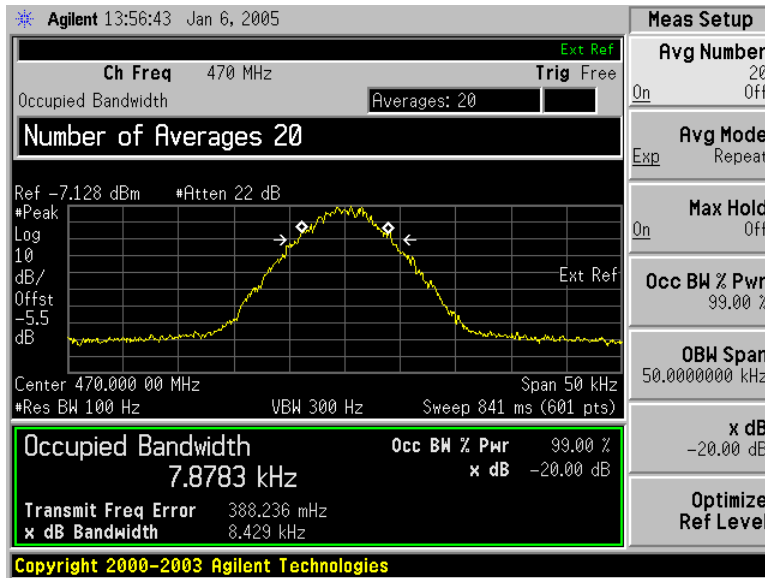 Agilent 13:56:43 Jan 6, 2005
Meas Setup
Ext Ref
Ch Freq 470 MHz Trig Free
Occupied Bandwidth Averages: 20
Number of Averages 20
Ref -7.128 dBm #Atten 22 dB
#Peak
Log
10
dB/
Offst
-5.5
dB
Ext Ref
Center 470.000 00 MHz Span 50 kHz
#Res BW 100 Hz VBW 300 Hz Sweep 841 ms (601 pts)
Occupied Bandwidth
7.8783 kHz
Occ BW % Pwr 99.00 %
x dB -20.00 dB
Transmit Freq Error 388.236 mHz
x dB Bandwidth 8.429 kHz
Copyright 2000-2003 Agilent Technologies
Avg Number
20
On Off
Avg Mode
Exp Repeat
Max Hold
On Off
Occ BW % Pwr
99.00 %
OBW Span
50.0000000 kHz
x dB
-20.00 dB
Optimize
Ref Level